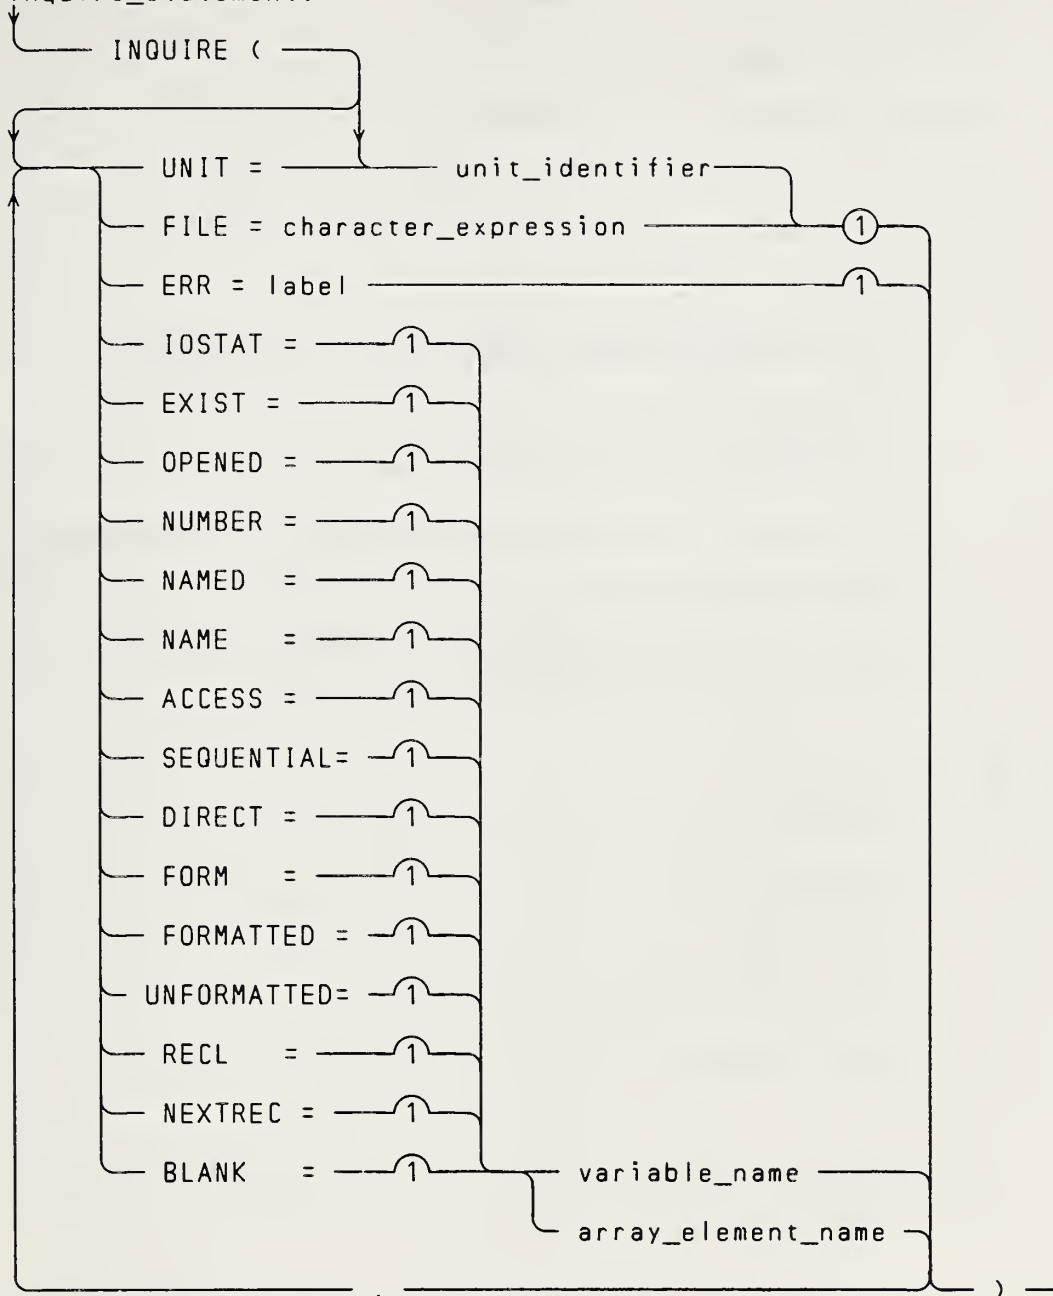 INQUIRE (
UNIT = unit_identifier
FILE = character_expression 1
ERR = label 1
IOSTAT = 1
EXIST = 1
OPENED = 1
NUMBER = 1
NAMED = 1
NAME = 1
ACCESS = 1
SEQUENTIAL= 1
DIRECT = 1
FORM = 1
FORMATTED = 1
UNFORMATTED= 1
RECL = 1
NEXTREC = 1
BLANK = 1 variable_name
array_element_name
)